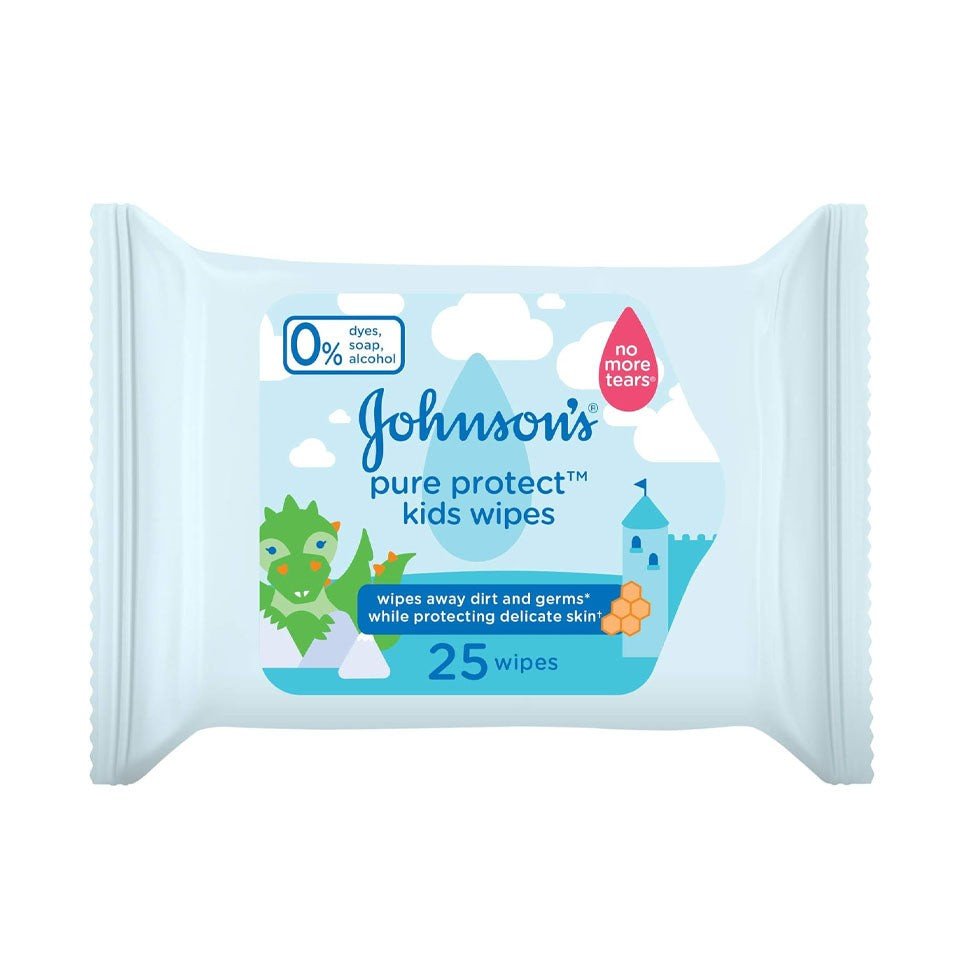 0% dyes,
soap,
alcohol
no
more
tears®
Johnson's®
pure protect™
kids wipes
wipes away dirt and germs*
while protecting delicate skin†
25 wipes